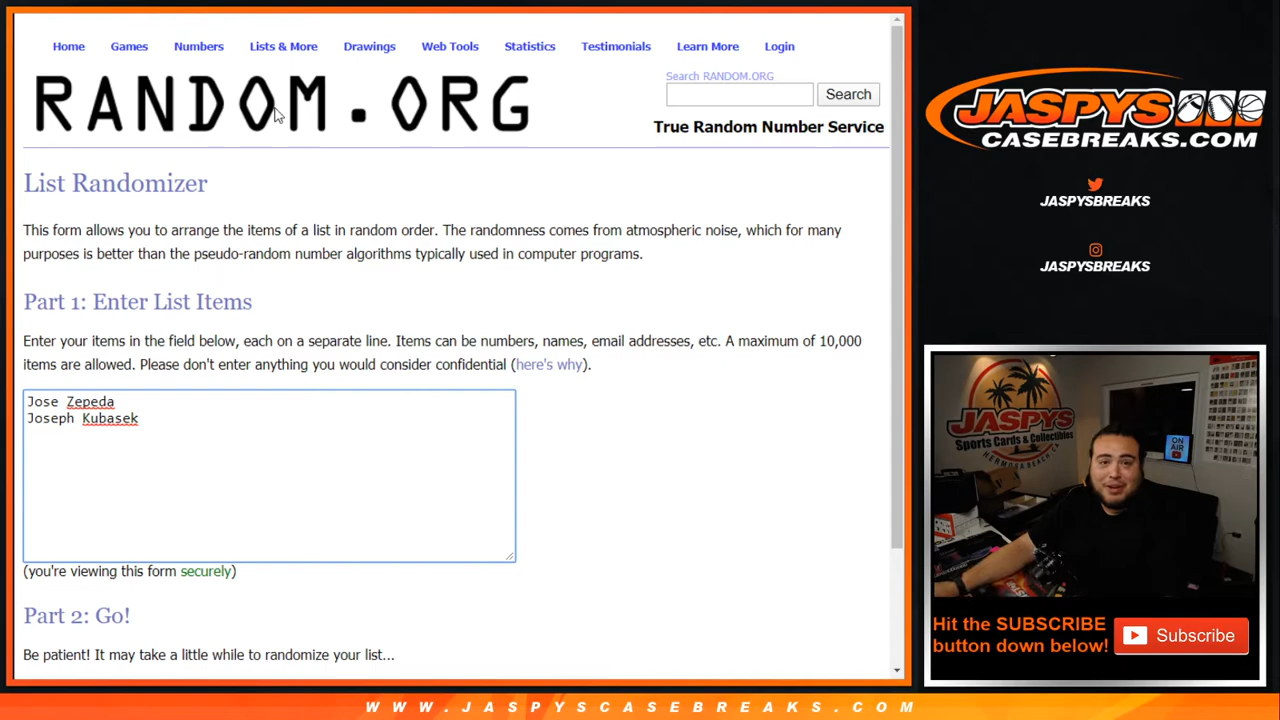 Home Games Numbers Lists & More Drawings Web Tools Statistics Testimonials Learn More Login
RANDOM.ORG
Search RANDOM.ORG
Search
True Random Number Service
List Randomizer
This form allows you to arrange the items of a list in random order. The randomness comes from atmospheric noise, which for many
purposes is better than the pseudo-random number algorithms typically used in computer programs.
Part 1: Enter List Items
Enter your items in the field below, each on a separate line. Items can be numbers, names, email addresses, etc. A maximum of 10,000
items are allowed. Please don't enter anything you would consider confidential (here's why).
Jose Zepeda
Joseph Kubasek
(you're viewing this form securely)
Part 2: Go!
Be patient! It may take a little while to randomize your list...
JASPYS
CASEBREAKS.COM
JASPYSBREAKS
JASPYSBREAKS
JASPYS
Sports Cards & Collectibles
HERMOSA BEACH, CA
ON
AIR
Hit the SUBSCRIBE
button down below!
Subscribe
WWW.JASPYSCASEBREAKS.COM